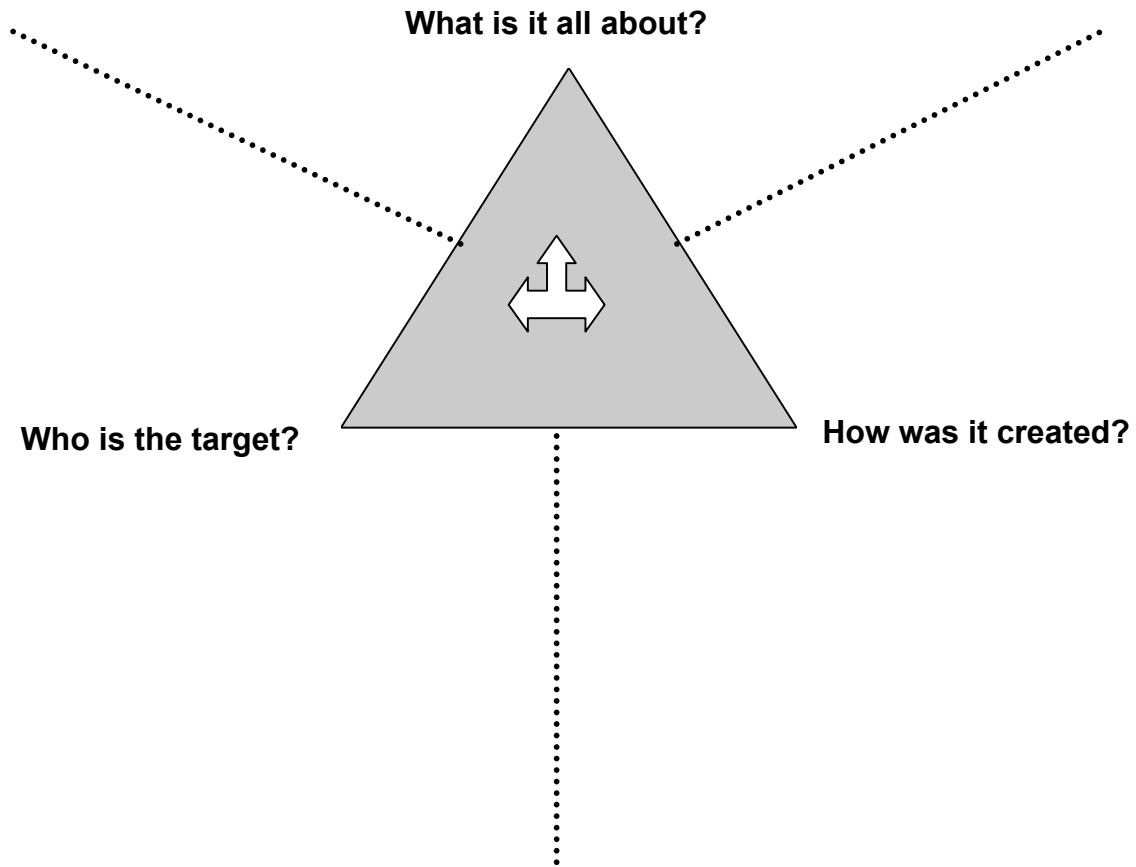 What is it all about?
Who is the target?
How was it created?